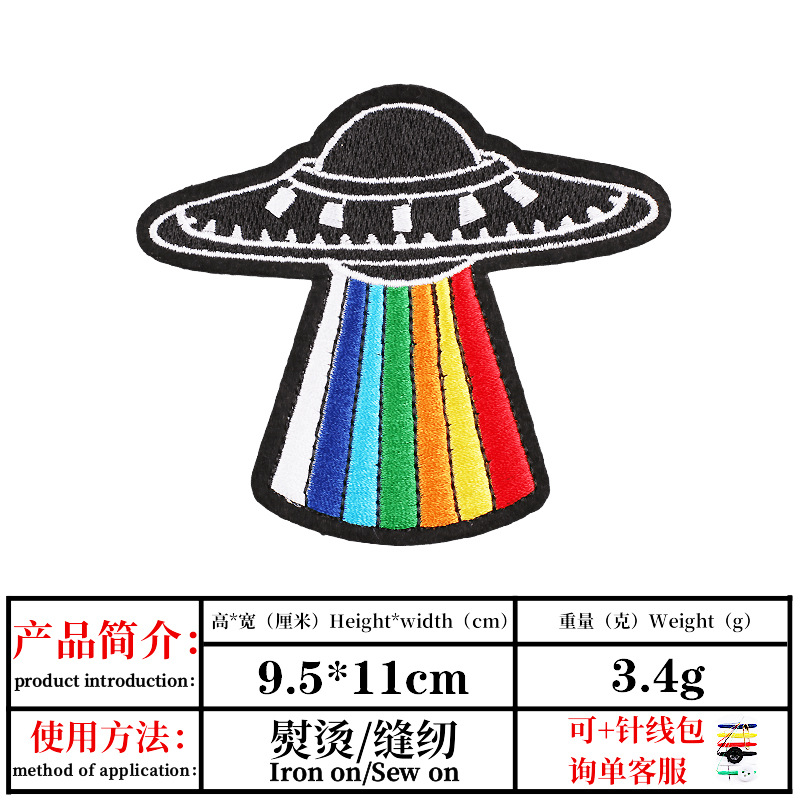 产品简介：
product introduction：
高*宽（厘米）Height*width（cm）
重量（克）Weight（g）
9.5*11cm
3.4g
使用方法：
method of application：
熨烫/缝纫
Iron on/Sew on
可+针线包
询单客服